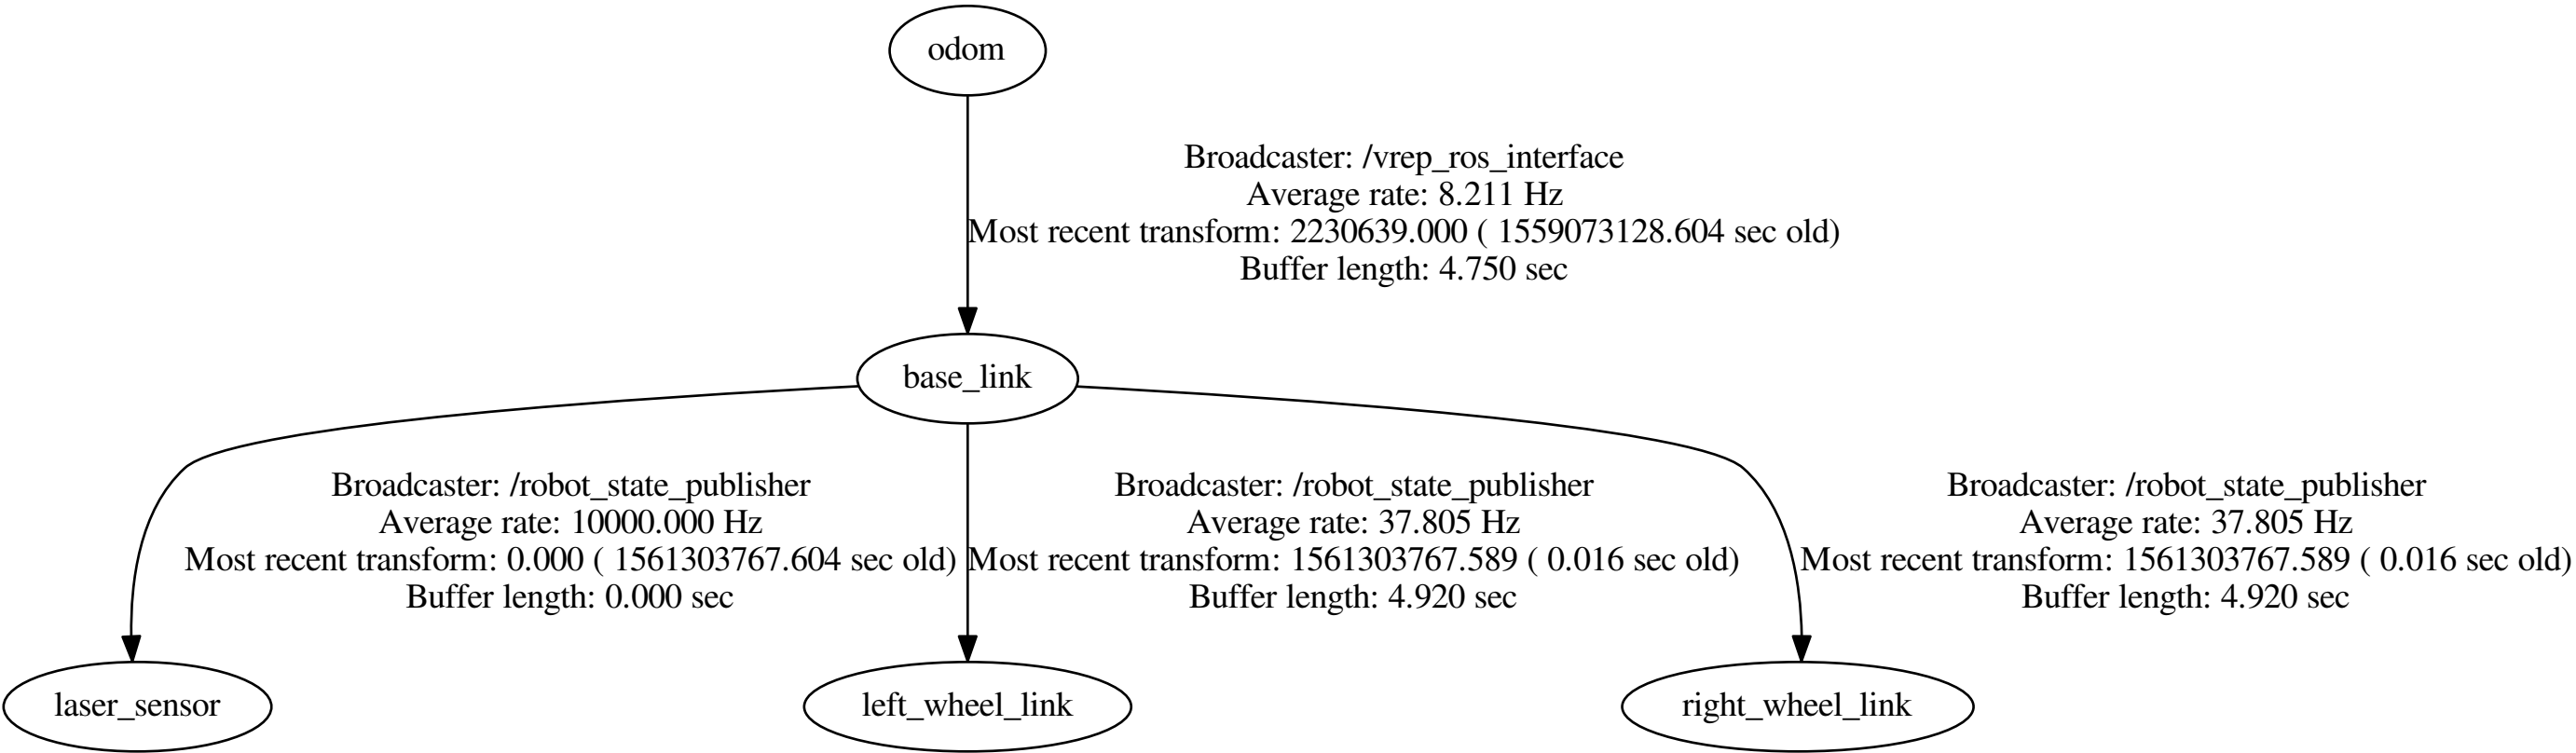 odom
Broadcaster: /vrep_ros_interface
Average rate: 8.211 Hz
Most recent transform: 2230639.000 ( 1559073128.604 sec old)
Buffer length: 4.750 sec
base_link
Broadcaster: /robot_state_publisher
Average rate: 10000.000 Hz
Most recent transform: 0.000 ( 1561303767.604 sec old)
Buffer length: 0.000 sec
Broadcaster: /robot_state_publisher
Average rate: 37.805 Hz
Most recent transform: 1561303767.589 ( 0.016 sec old)
Buffer length: 4.920 sec
Broadcaster: /robot_state_publisher
Average rate: 37.805 Hz
Most recent transform: 1561303767.589 ( 0.016 sec old)
Buffer length: 4.920 sec
laser_sensor
left_wheel_link
right_wheel_link